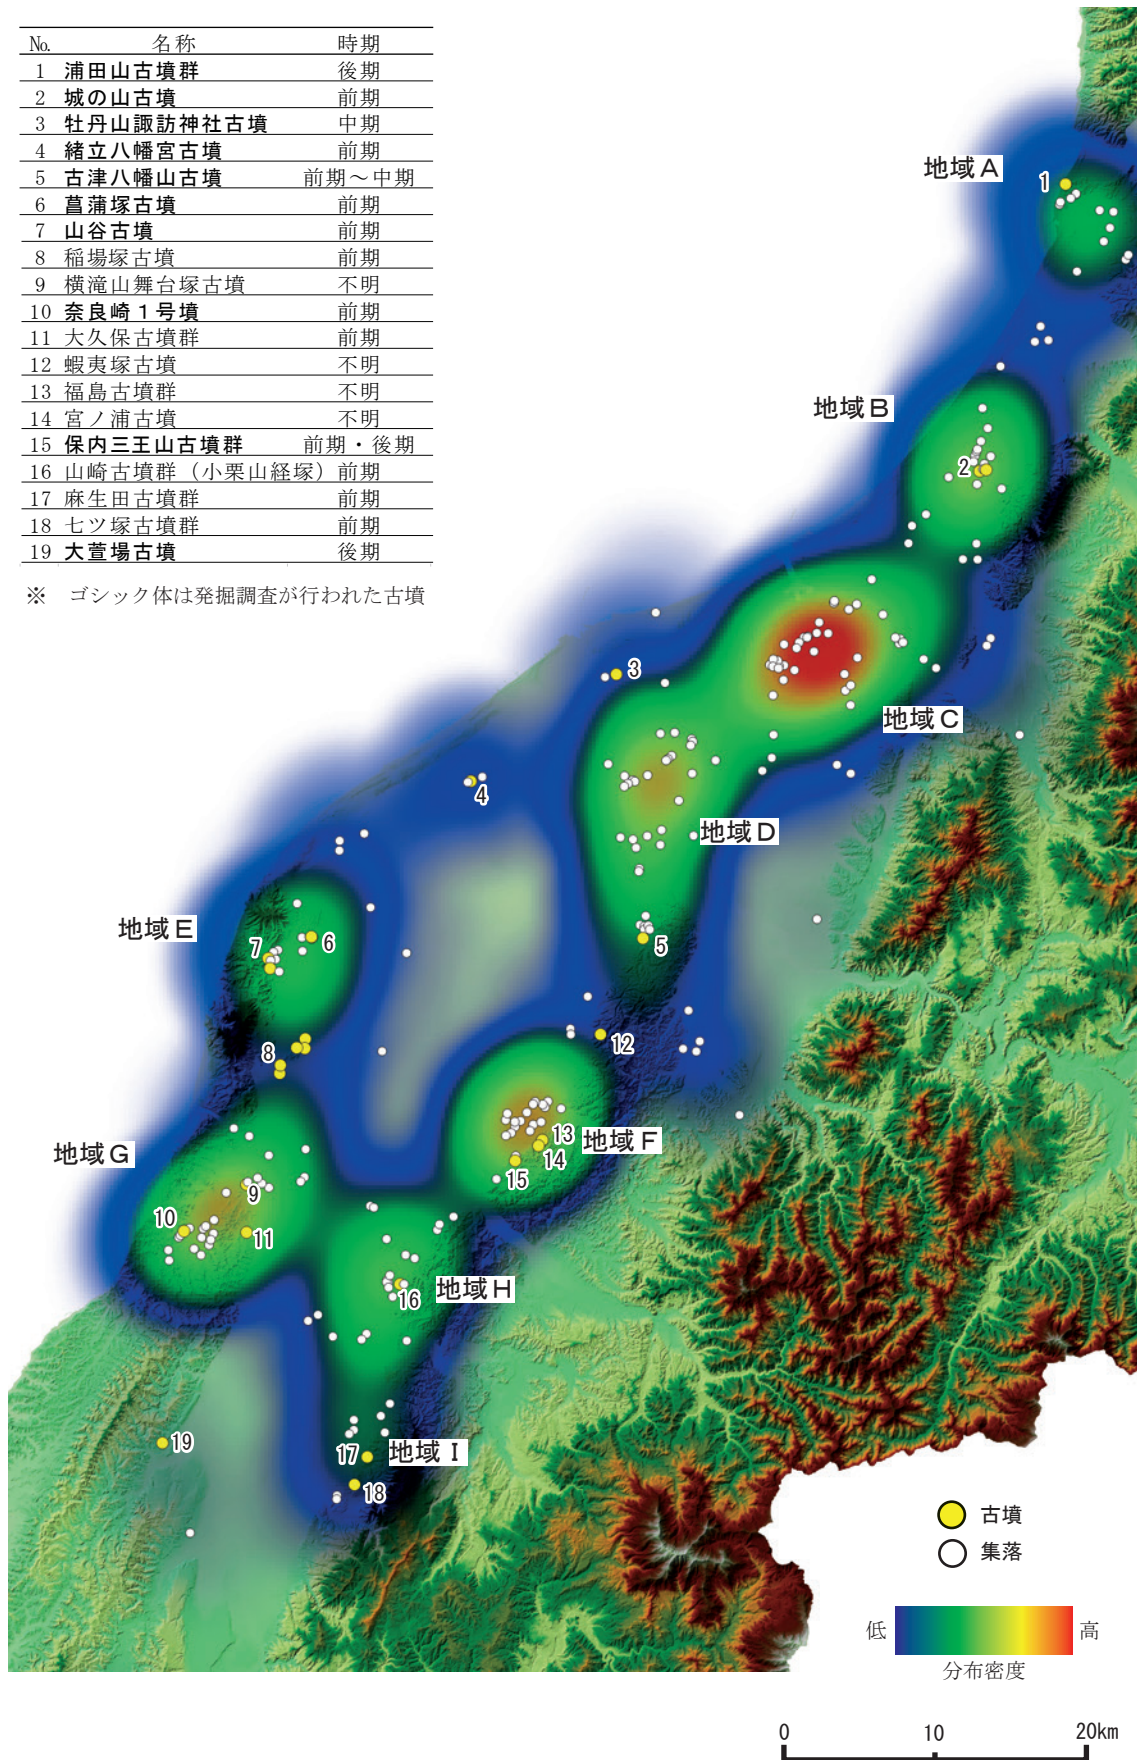 No. 名称 時期
1 浦田山古墳群 後期
2 城の山古墳 前期
3 牡丹山諏訪神社古墳 中期
4 緒立八幡宮古墳 前期
5 古津八幡山古墳 前期～中期
6 菖蒲塚古墳 前期
7 山谷古墳 前期
8 稲場塚古墳 前期
9 横滝山舞台塚古墳 不明
10 奈良崎１号墳 前期
11 大久保古墳群 前期
12 蝦夷塚古墳 不明
13 福島古墳群 不明
14 宮ノ浦古墳 不明
15 保内三王山古墳群 前期・後期
16 山崎古墳群（小栗山経塚）前期
17 麻生田古墳群 前期
18 七ツ塚古墳群 前期
19 大萱場古墳 後期
※ ゴシック体は発掘調査が行われた古墳
地域Ａ
1
地域Ｂ
2
3
地域Ｃ
4
地域Ｄ
地域Ｅ
6
7
5
12
8
地域Ｆ
13
14
15
地域Ｇ
9
10
11
地域Ｈ
16
19
17
地域Ｉ
18
古墳
集落
低
高
分布密度
0 10 20km